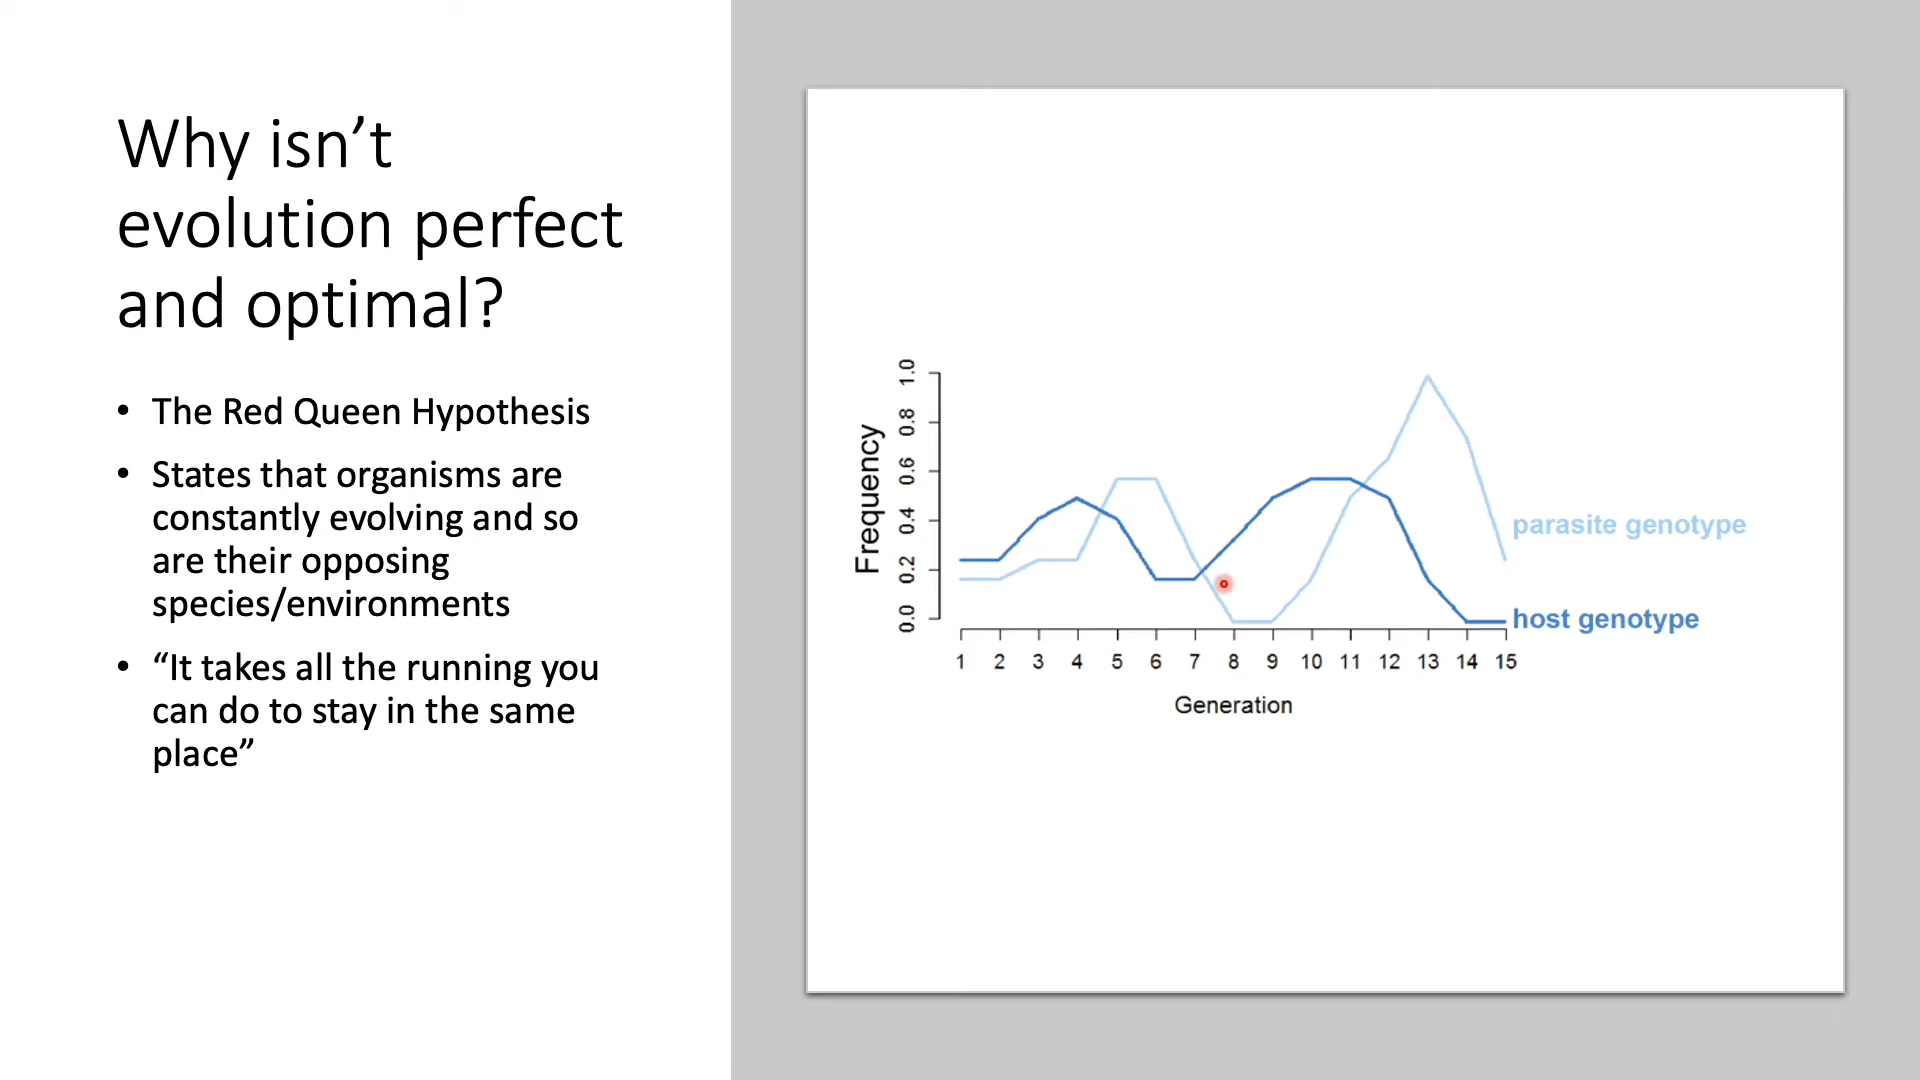 Why isn’t
evolution perfect
and optimal?
• The Red Queen Hypothesis
• States that organisms are
constantly evolving and so
are their opposing
species/environments
• “It takes all the running you
can do to stay in the same
place”
Frequency
1.0
0.8
0.6
0.4
0.2
0.0
parasite genotype
host genotype
1 2 3 4 5 6 7 8 9 10 11 12 13 14 15
Generation